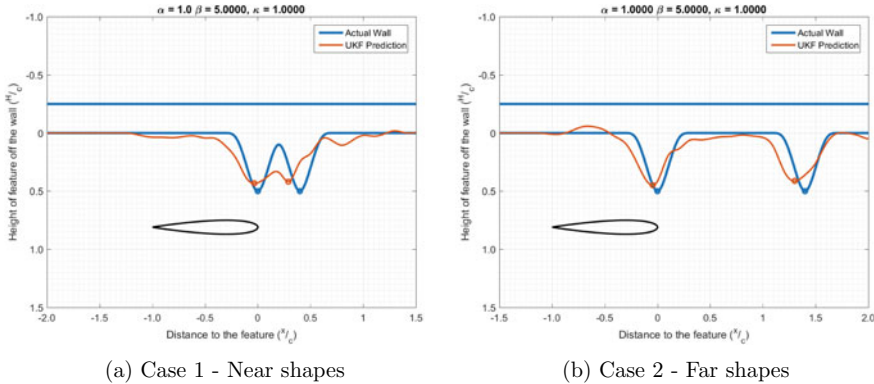 α = 1.0 β = 5.0000, κ = 1.0000
-1.0
-0.5
0
0.5
1.0
1.5
Height of feature off the wall (H/c)
Actual Wall
UKF Prediction
-2.0 -1.5 -1.0 -0.5 0 0.5 1 1.5
Distance to the feature (x/c)
(a) Case 1 - Near shapes
α = 1.0000 β = 5.0000, κ = 1.0000
-1.0
-0.5
0
0.5
1.0
1.5
Height of feature off the wall (H/c)
Actual Wall
UKF Prediction
-1.5 -1.0 -0.5 0 0.5 1.0 1.5 2.0
Distance to the feature (x/c)
(b) Case 2 - Far shapes